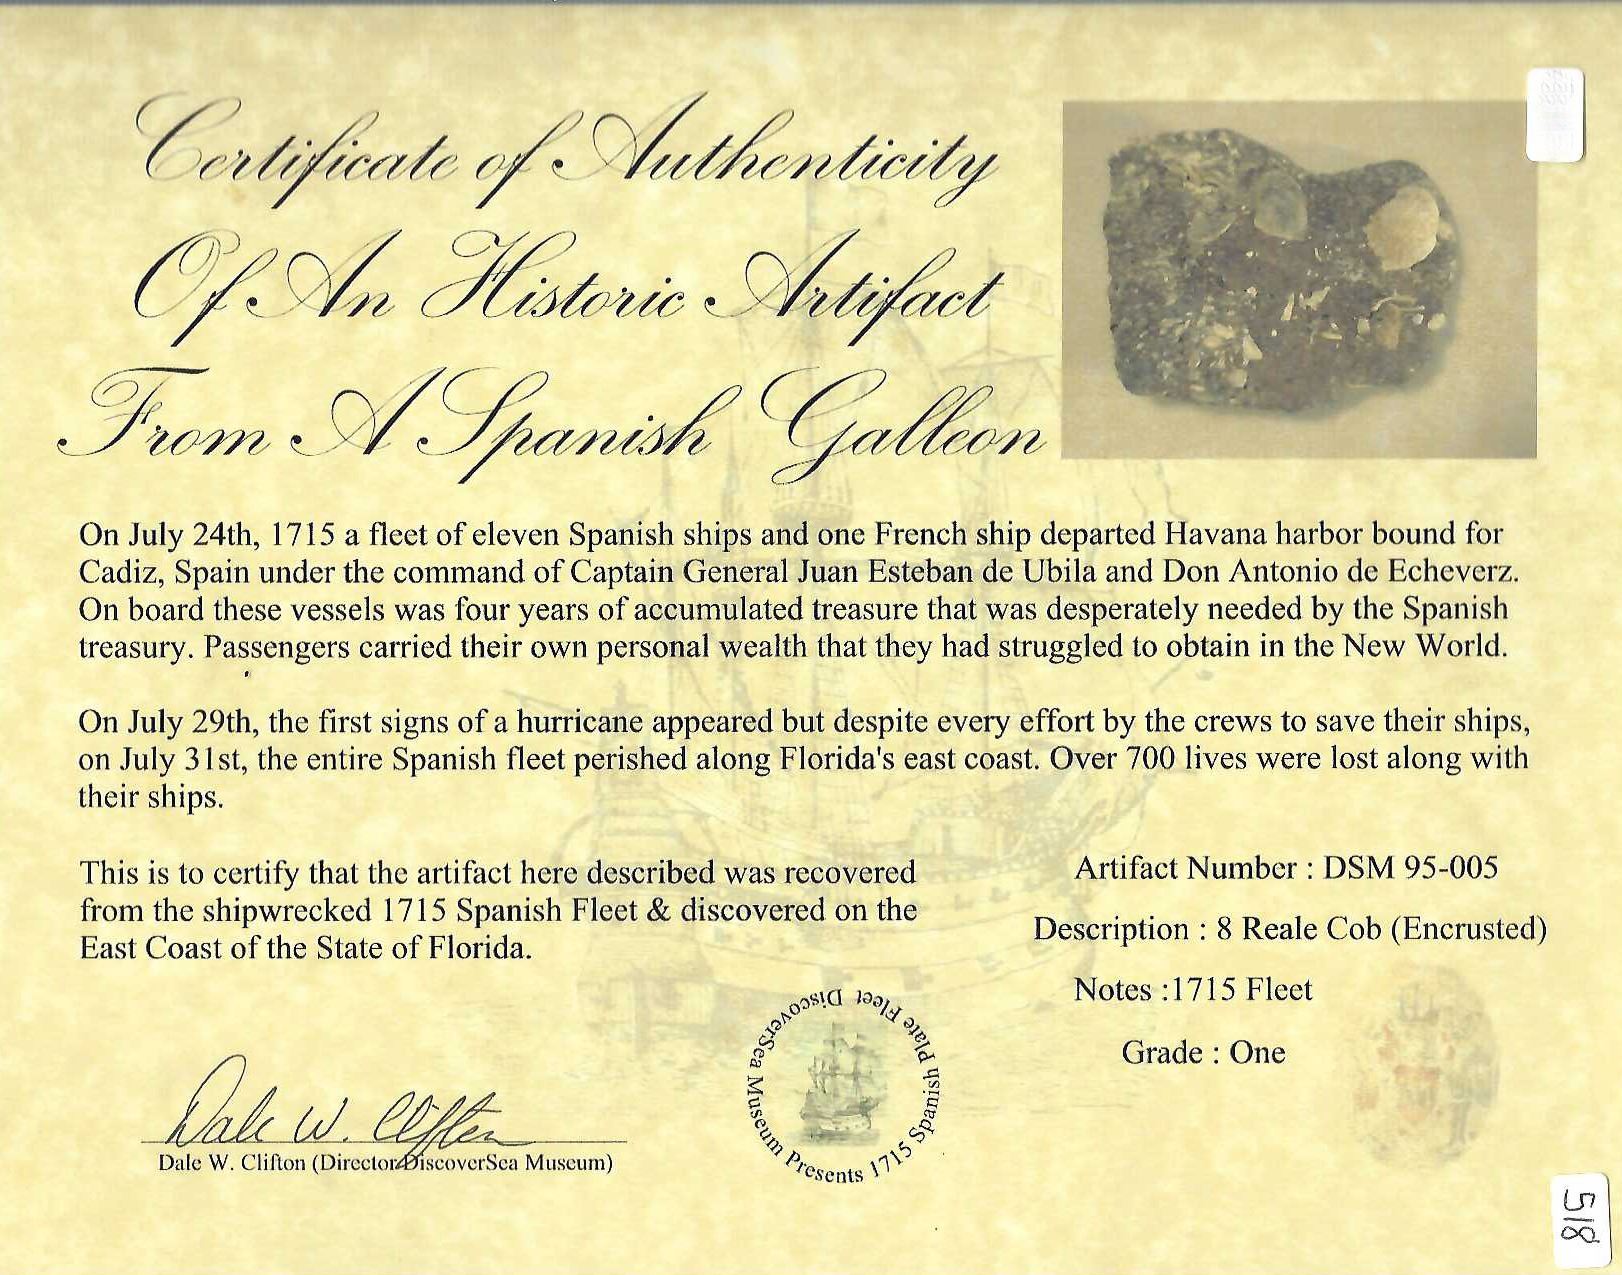 Certificate of Authenticity
Of An Historic Artifact
From A Spanish Galleon
On July 24th, 1715 a fleet of eleven Spanish ships and one French ship departed Havana harbor bound for
Cadiz, Spain under the command of Captain General Juan Esteban de Ubila and Don Antonio de Echeverz.
On board these vessels was four years of accumulated treasure that was desperately needed by the Spanish
treasury. Passengers carried their own personal wealth that they had struggled to obtain in the New World.
On July 29th, the first signs of a hurricane appeared but despite every effort by the crews to save their ships,
on July 31st, the entire Spanish fleet perished along Florida's east coast. Over 700 lives were lost along with
their ships.
This is to certify that the artifact here described was recovered
from the shipwrecked 1715 Spanish Fleet & discovered on the
East Coast of the State of Florida.
Artifact Number : DSM 95-005
Description : 8 Reale Cob (Encrusted)
Notes :1715 Fleet
Grade : One
Dale W. Clifton
Dale W. Clifton (Director DiscoverSea Museum)
DiscoverSea Museum Presents 1715 Spanish Plate Fleet
518